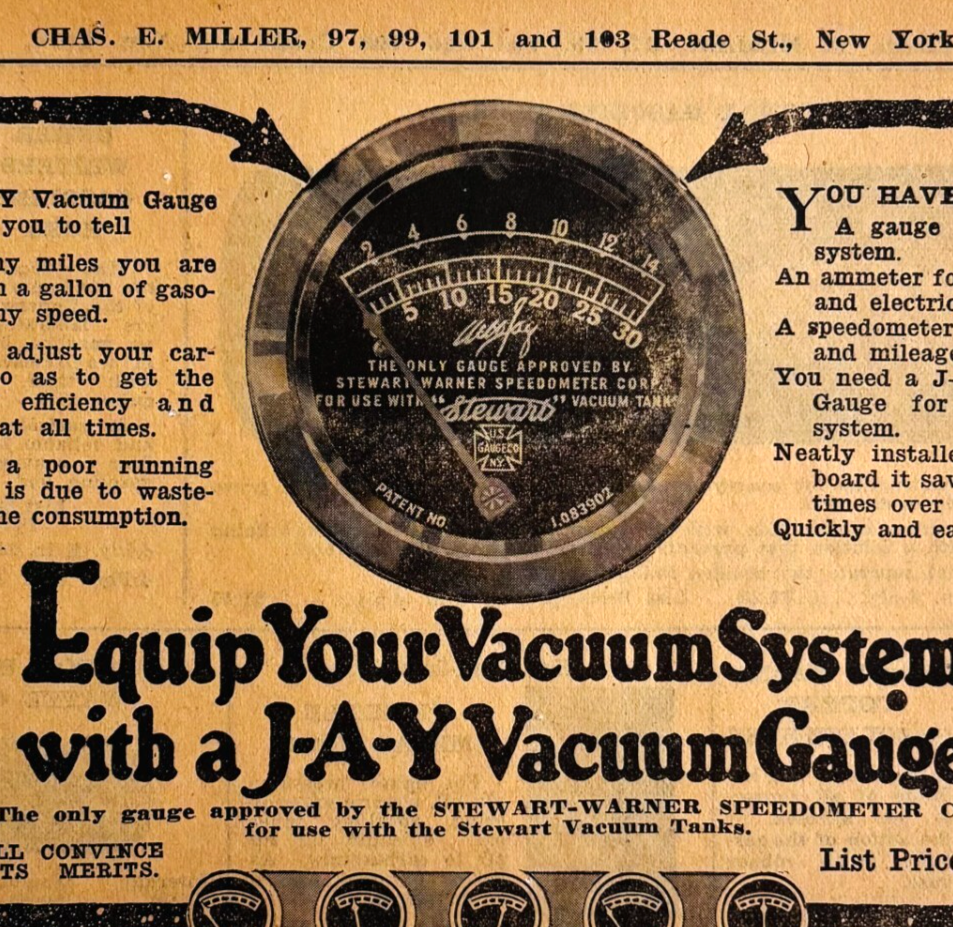 CHAS. E. MILLER, 97, 99, 101 and 103 Reade St., New York
Y Vacuum Gauge
you to tell
ny miles you are
n a gallon of gaso-
ny speed.
adjust your car-
o as to get the
efficiency and
at all times.
a poor running
is due to waste-
ne consumption.
2 4 6 8 10 12 14
5 10 15 20 25 30
THE ONLY GAUGE APPROVED BY
STEWART WARNER SPEEDOMETER CORP.
FOR USE WITH "Stewart" VACUUM TANKS
U.S.
GAUGE CO
N.Y.
PATENT NO. 1,083,902
YOU HAVE
A gauge
system.
An ammeter fo
and electric
A speedometer
and mileage
You need a J-
Gauge for
system.
Neatly installe
board it sav
times over
Quickly and ea
Equip Your Vacuum System
with a J-A-Y Vacuum Gauge
The only gauge approved by the STEWART-WARNER SPEEDOMETER C
for use with the Stewart Vacuum Tanks.
LL CONVINCE
TS MERITS.
List Price